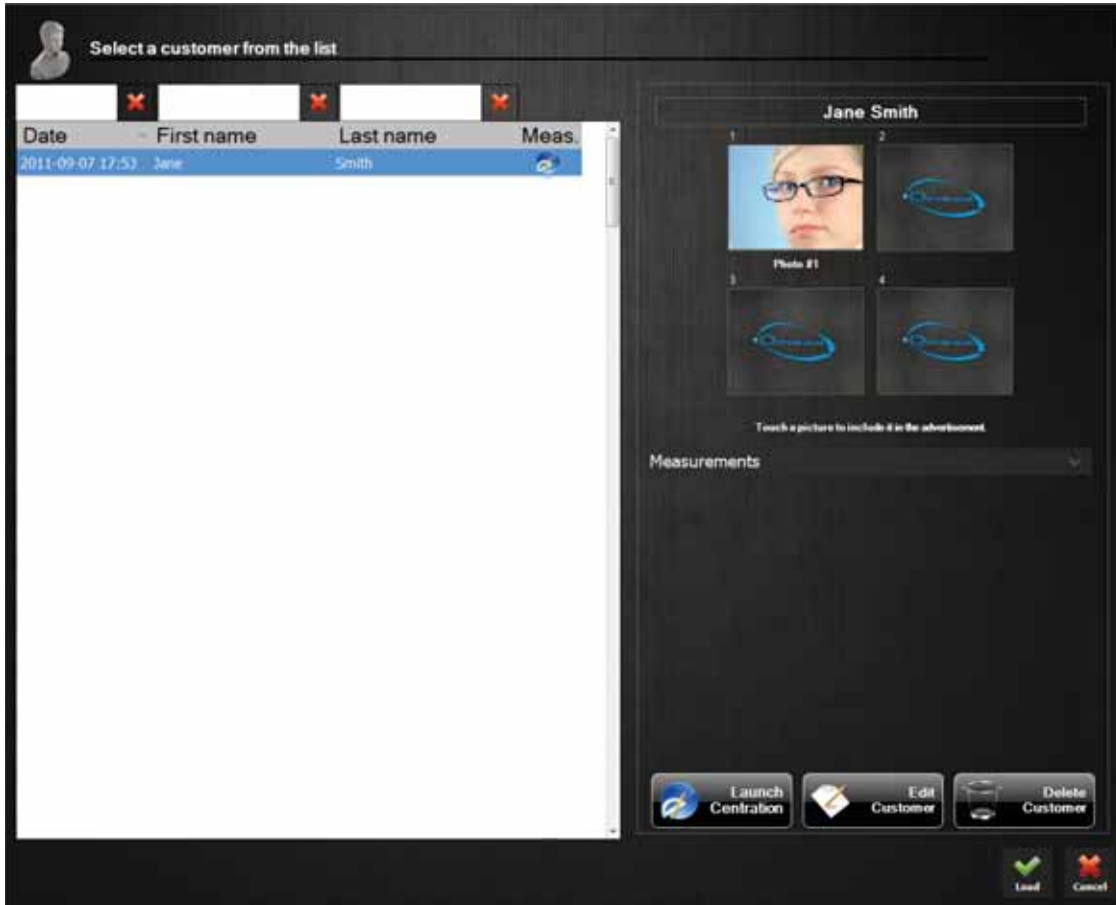 Select a customer from the list
Date First name Last name Meas.
2011-09-07 17:53 Jane Smith
Jane Smith
1 2
Photo #1
3 4
Touch a picture to include it in the advertisement.
Measurements
Launch
Centration
Edit
Customer
Delete
Customer
Load Cancel